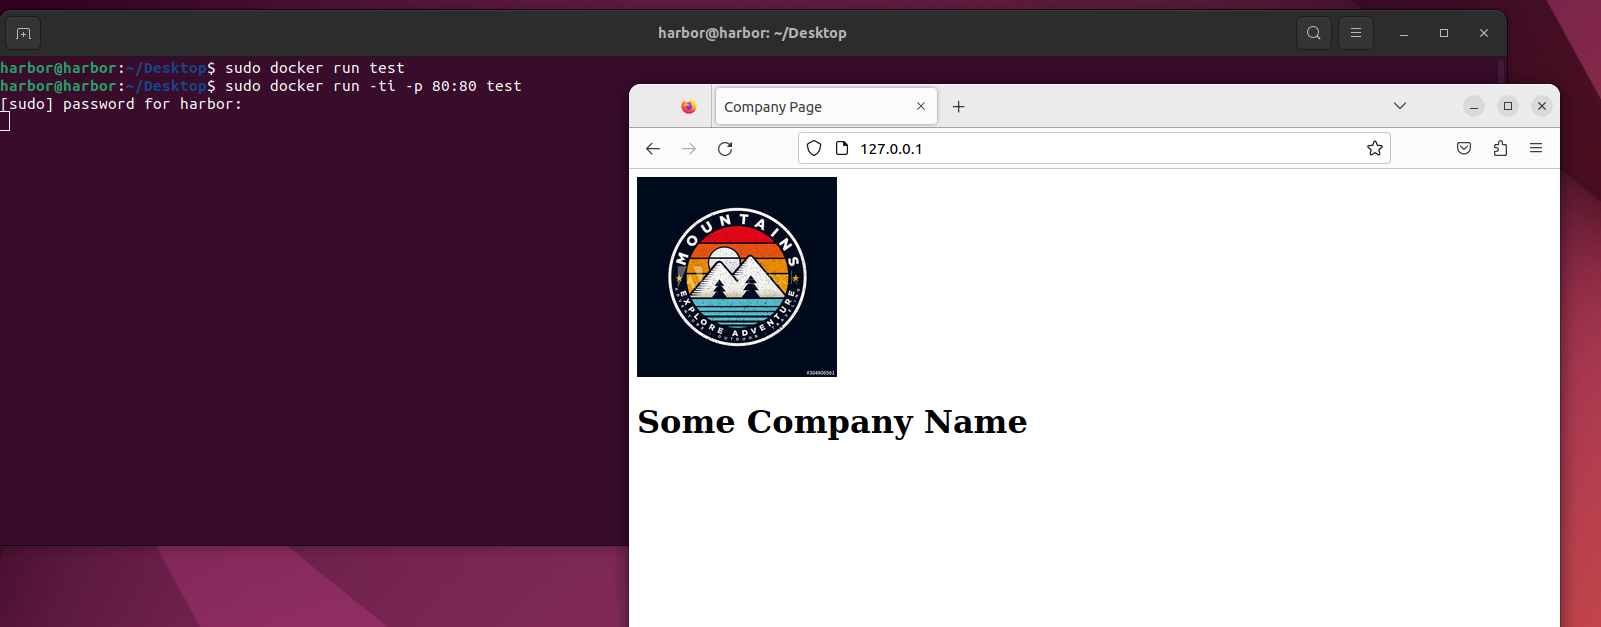 harbor@harbor: ~/Desktop
harbor@harbor:~/Desktop$ sudo docker run test
harbor@harbor:~/Desktop$ sudo docker run -ti -p 80:80 test
[sudo] password for harbor:
Company Page
127.0.0.1
MOUNTAINS
EXPLORE ADVENTURE
#304806561
Some Company Name